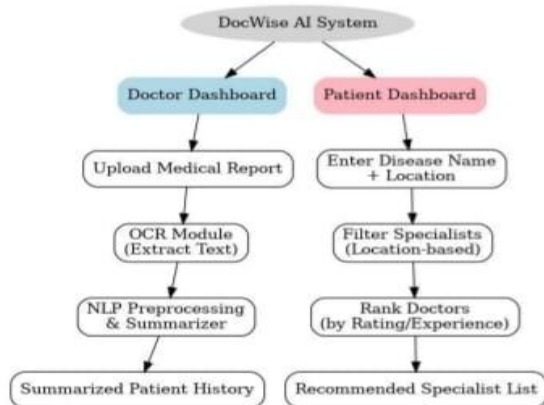 DocWise AI System
Doctor Dashboard
Patient Dashboard
Upload Medical Report
Enter Disease Name
+ Location
OCR Module
(Extract Text)
Filter Specialists
(Location-based)
NLP Preprocessing
& Summarizer
Rank Doctors
(by Rating/Experience)
Summarized Patient History
Recommended Specialist List